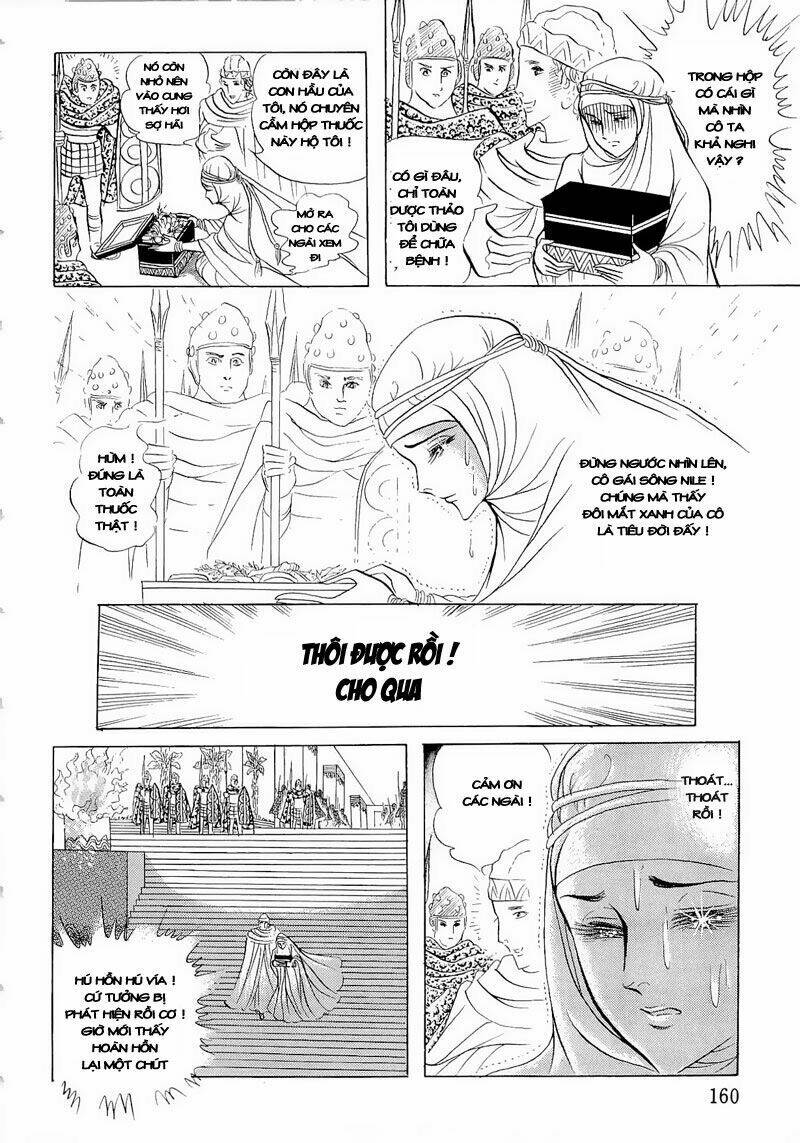 CÒN ĐÂY LÀ
CON HẦU CỦA
TÔI, NÓ CHUYÊN
CẦM HỘP THUỐC
NÀY HỘ TÔI !
NÓ CÒN
NHỎ NÊN
VÀO CUNG
THẤY HƠI
SỢ HÃI
MỞ RA
CHO CÁC
NGÀI XEM
ĐI
TRONG HỘP
CÓ CÁI GÌ
MÀ NHÌN
CÔ TA
KHẢ NGHI
VẬY ?
CÓ GÌ ĐÂU,
CHỈ TOÀN
DƯỢC THẢO
TÔI DÙNG
ĐỂ CHỮA
BỆNH !
HỪM !
ĐÚNG LÀ
TOÀN
THUỐC
THẬT !
ĐỪNG NGƯỚC NHÌN LÊN,
CÔ GÁI SÔNG NILE !
CHÚNG MÀ THẤY
ĐÔI MẮT XANH CỦA CÔ
LÀ TIÊU ĐỜI ĐẤY !
THÔI ĐƯỢC RỒI !
CHO QUA
CẢM ƠN
CÁC NGÀI !
THOÁT...
THOÁT
RỒI !
HÚ HỒN HÚ VÍA !
CỨ TƯỞNG BỊ
PHÁT HIỆN RỒI CƠ !
GIỜ MỚI THẤY
HOÀN HỒN
LẠI MỘT CHÚT
160